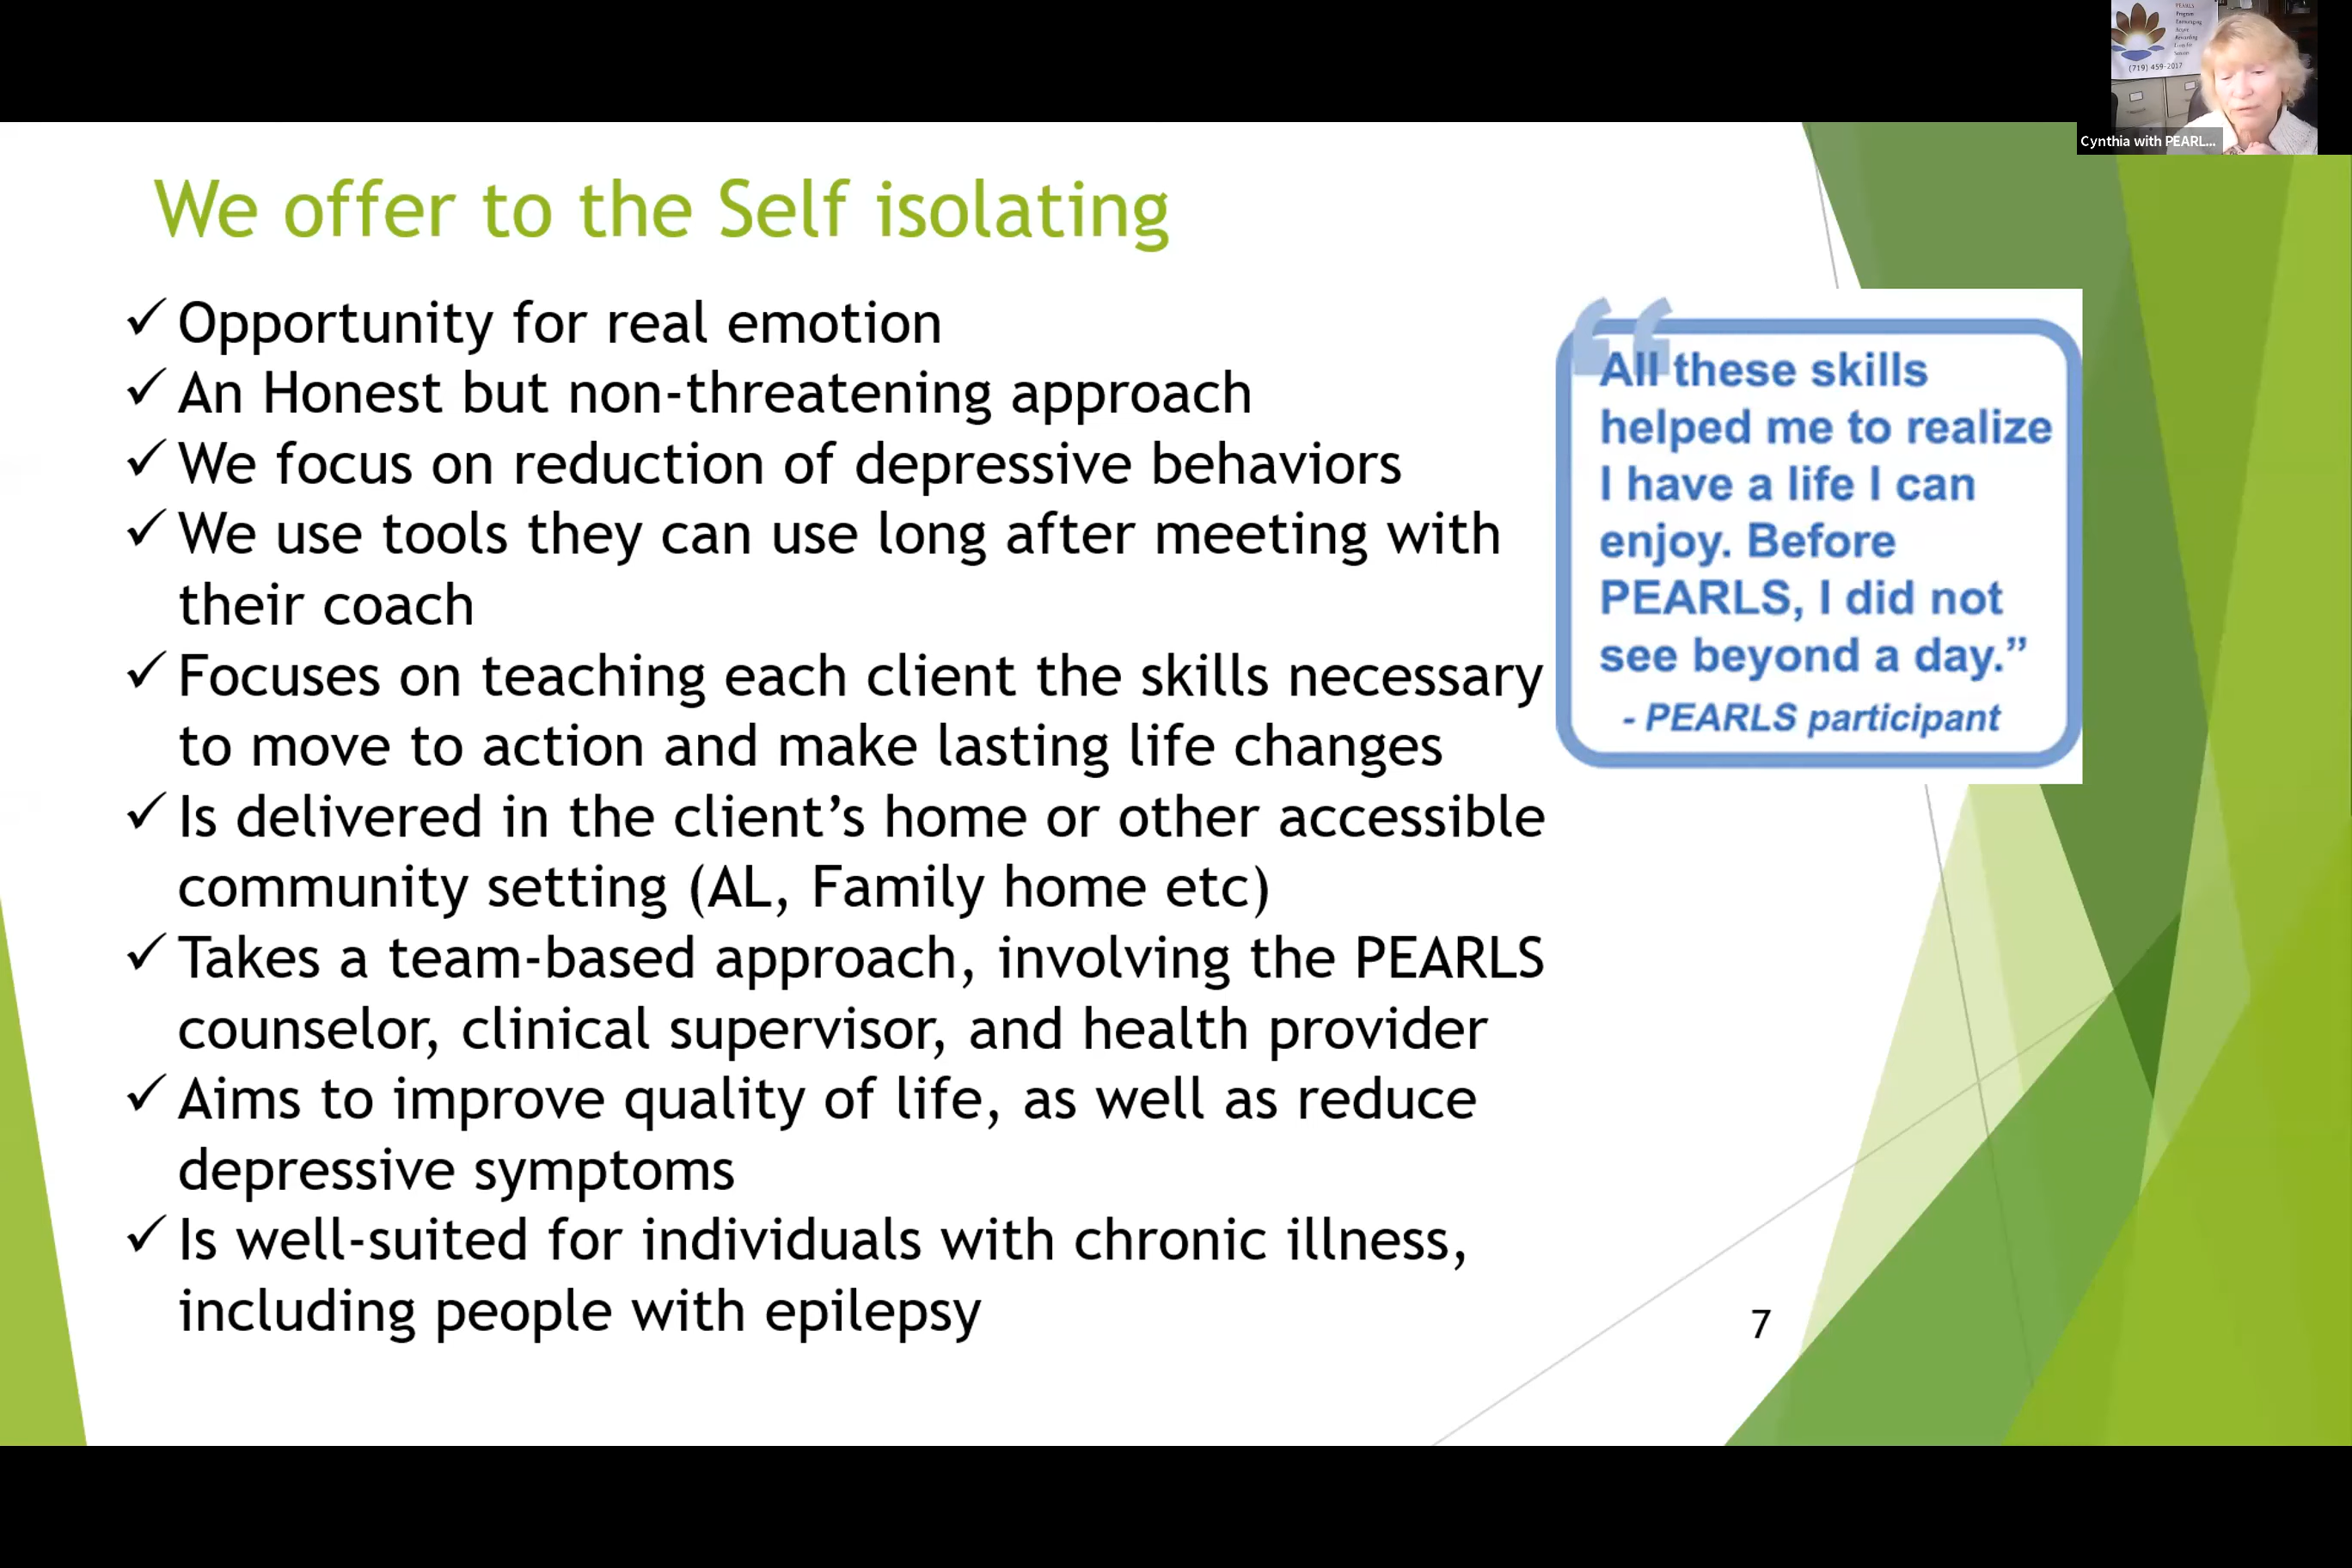 We offer to the Self isolating
✓ Opportunity for real emotion
✓ An Honest but non-threatening approach
✓ We focus on reduction of depressive behaviors
✓ We use tools they can use long after meeting with
their coach
✓ Focuses on teaching each client the skills necessary
to move to action and make lasting life changes
✓ Is delivered in the client’s home or other accessible
community setting (AL, Family home etc)
✓ Takes a team-based approach, involving the PEARLS
counselor, clinical supervisor, and health provider
✓ Aims to improve quality of life, as well as reduce
depressive symptoms
✓ Is well-suited for individuals with chronic illness,
including people with epilepsy
“All these skills
helped me to realize
I have a life I can
enjoy. Before
PEARLS, I did not
see beyond a day.”
- PEARLS participant
7
PEARLS
Program
Encouraging
(719) 459-2017
Cynthia with PEARL...